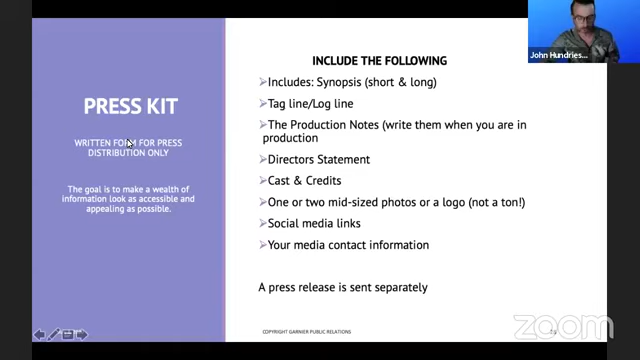 John Hundries...
INCLUDE THE FOLLOWING
PRESS KIT
WRITTEN FORM FOR PRESS
DISTRIBUTION ONLY
The goal is to make a wealth of
information look as accessible and
appealing as possible.
Includes: Synopsis (short & long)
Tag line/Log line
The Production Notes (write them when you are in
production
Directors Statement
Cast & Credits
One or two mid-sized photos or a logo (not a ton!)
Social media links
Your media contact information
A press release is sent separately
COPYRIGHT GARNIER PUBLIC RELATIONS
zoom